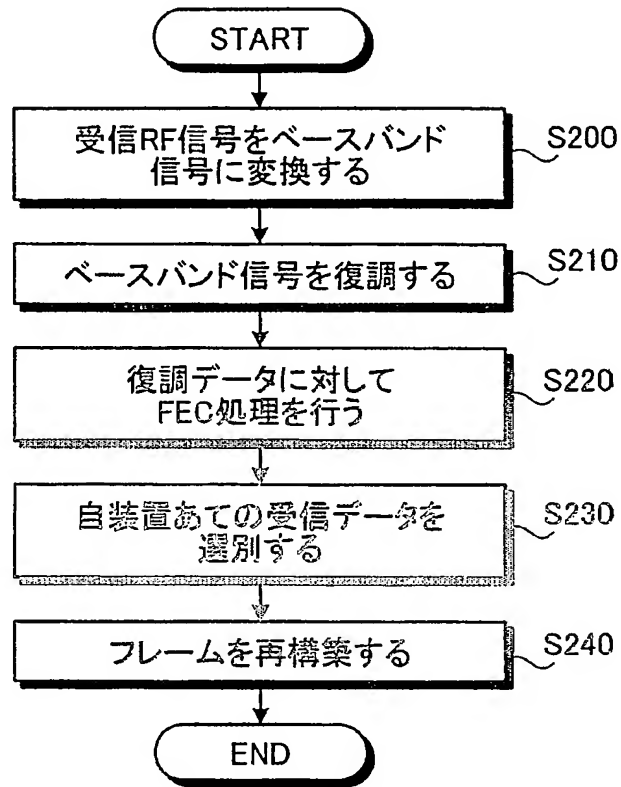 START
受信RF信号をベースバンド
信号に変換する
S200
ベースバンド信号を復調する
S210
復調データに対して
FEC処理を行う
S220
自装置あての受信データを
選別する
S230
フレームを再構築する
S240
END